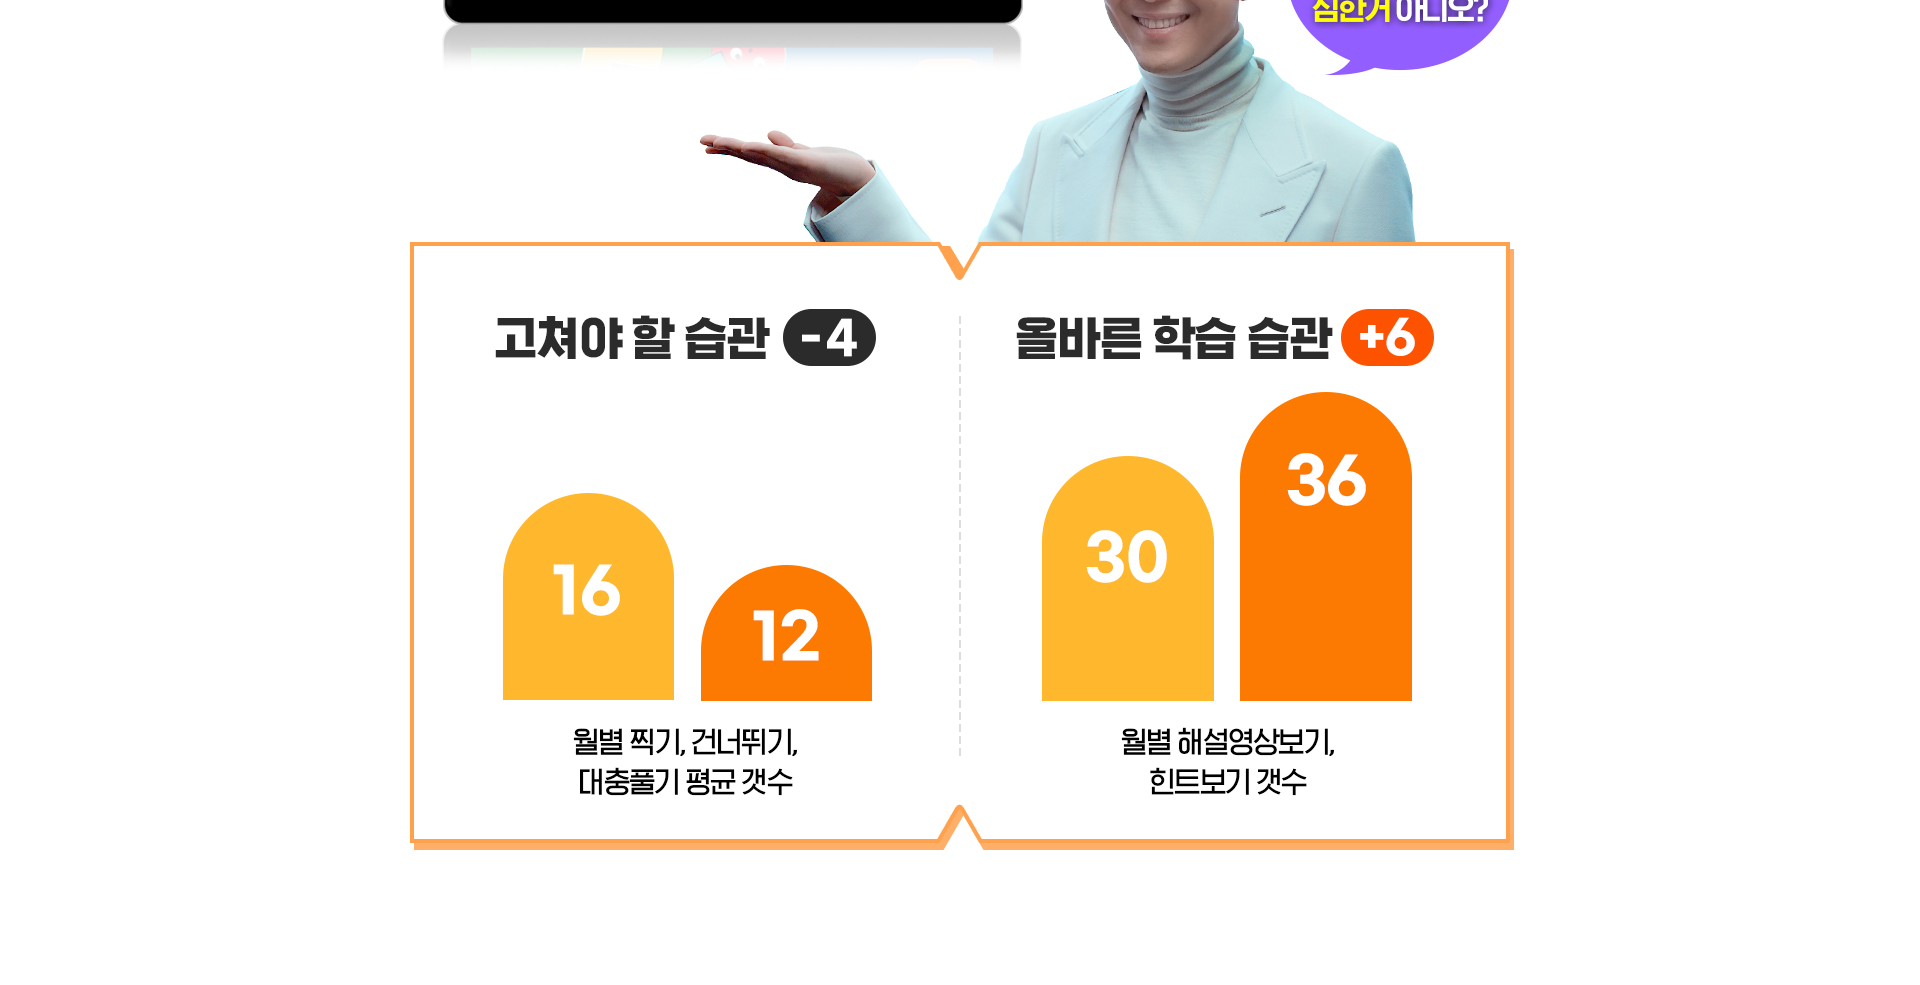 심한거 아니오?
고쳐야 할 습관 -4
올바른 학습 습관 +6
16
12
30
36
월별 찍기, 건너뛰기,
대충풀기 평균 갯수
월별 해설영상보기,
힌트보기 갯수